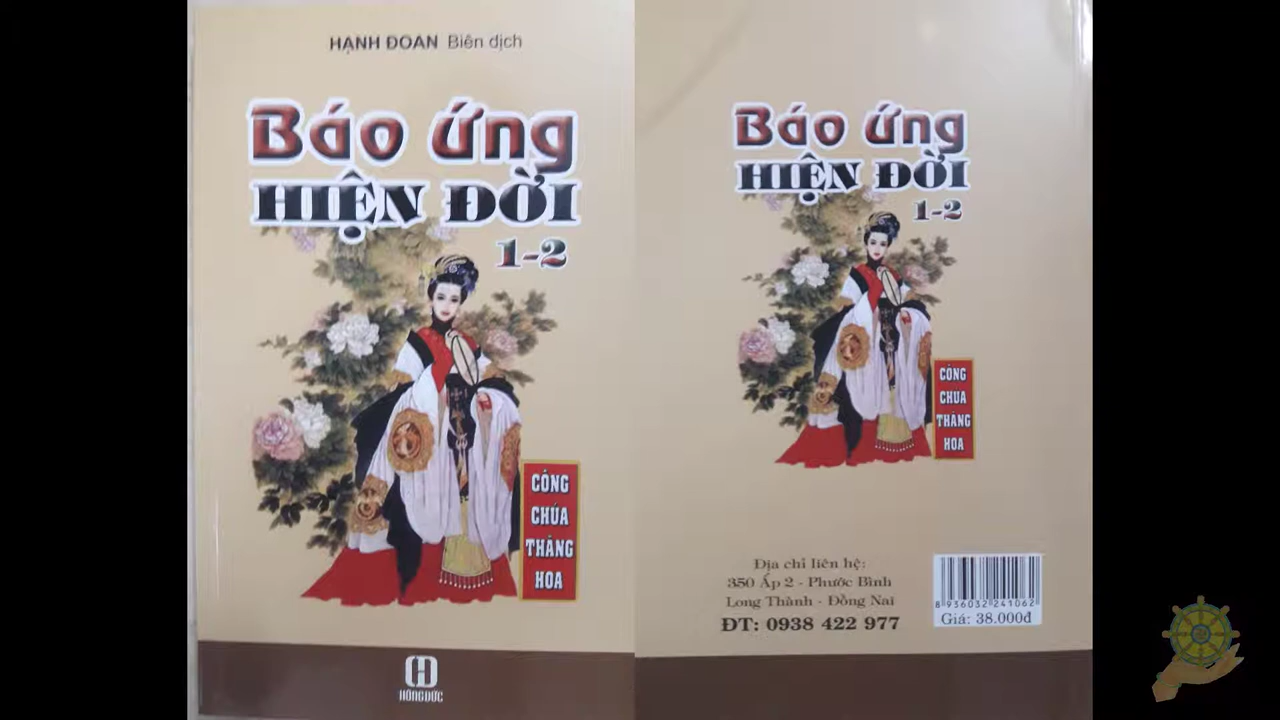 HẠNH ĐOAN Biên dịch
Báo ứng
HIỆN ĐỜI
1-2
CÔNG
CHÚA
THĂNG
HOA
HỒNG ĐỨC
Báo ứng
HIỆN ĐỜI
1-2
CÔNG
CHÚA
THĂNG
HOA
Địa chỉ liên hệ:
350 Ấp 2 - Phước Bình
Long Thành - Đồng Nai
ĐT: 0938 422 977
8 936032 241062
Giá: 38.000đ